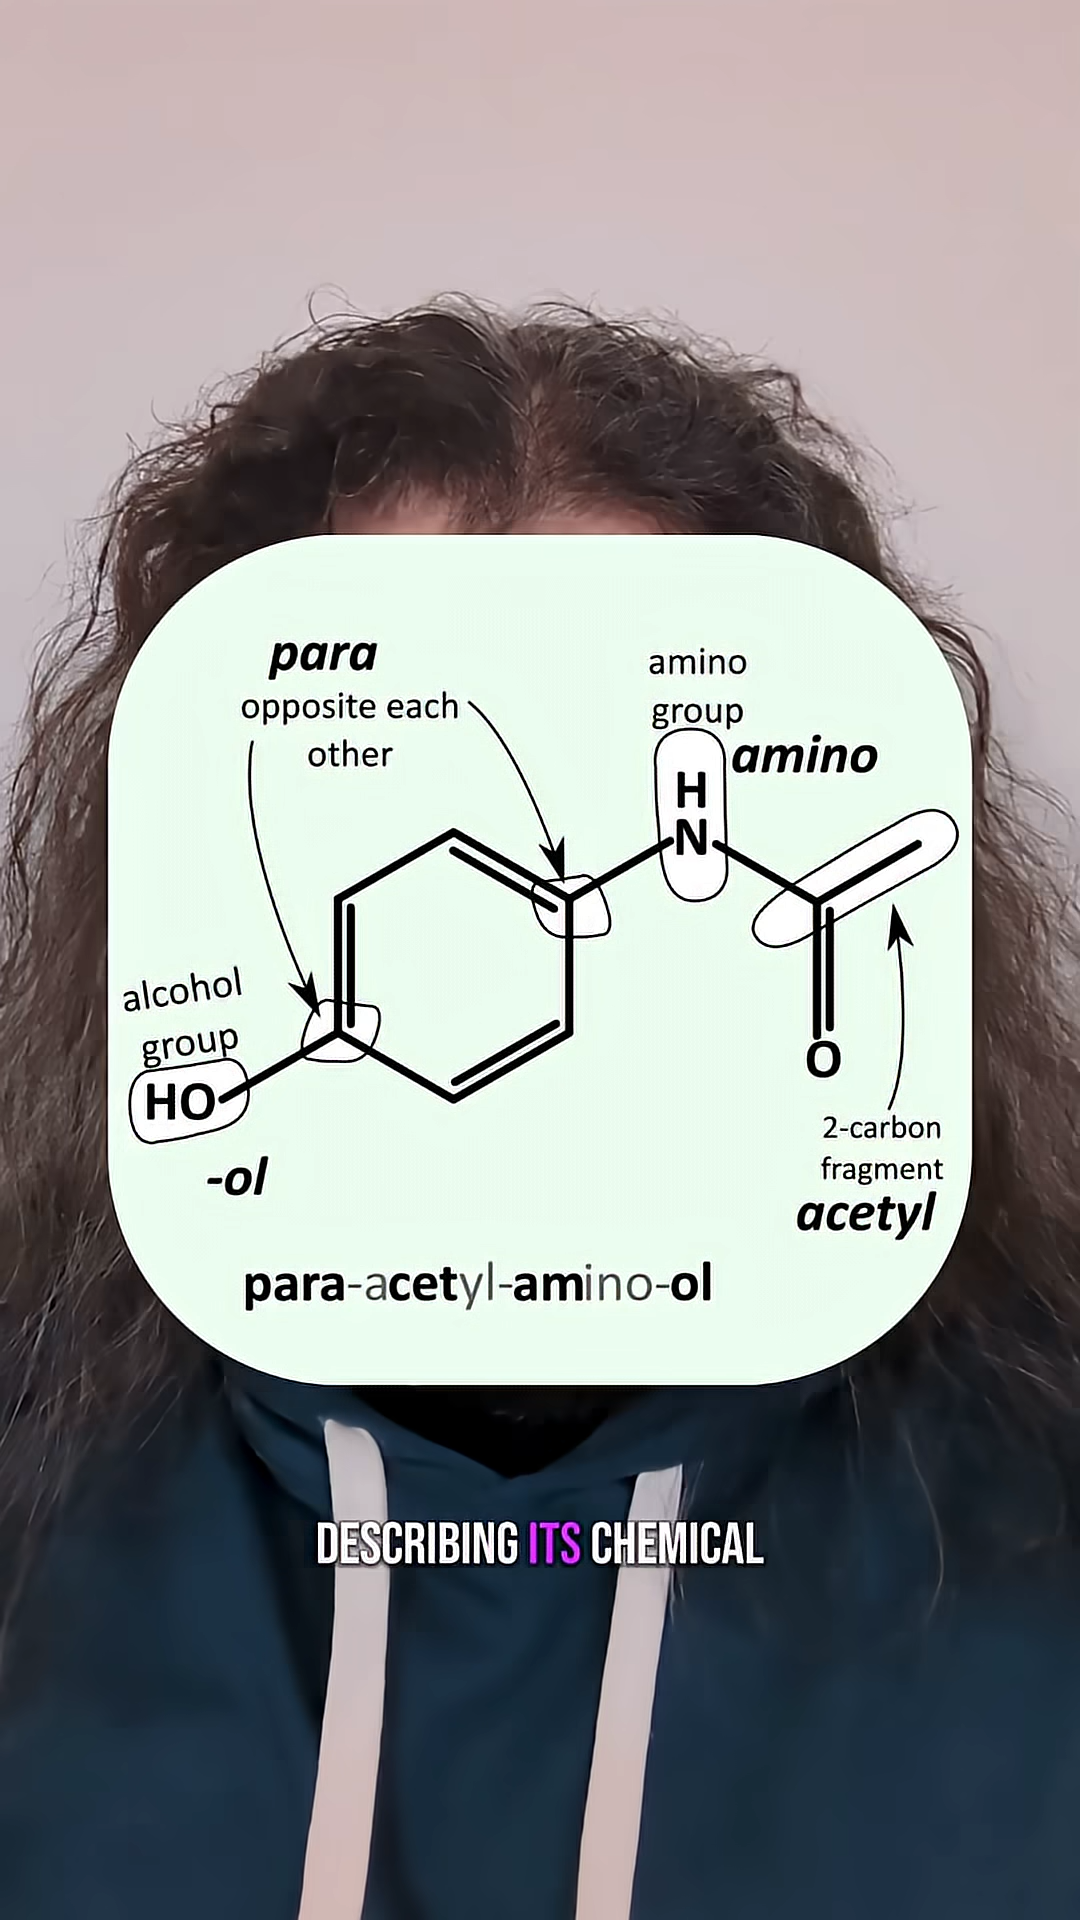 para
opposite each
other
amino
group
amino
H
N
alcohol
group
HO
-ol
O
2-carbon
fragment
acetyl
para-acetyl-amino-ol
DESCRIBING ITS CHEMICAL